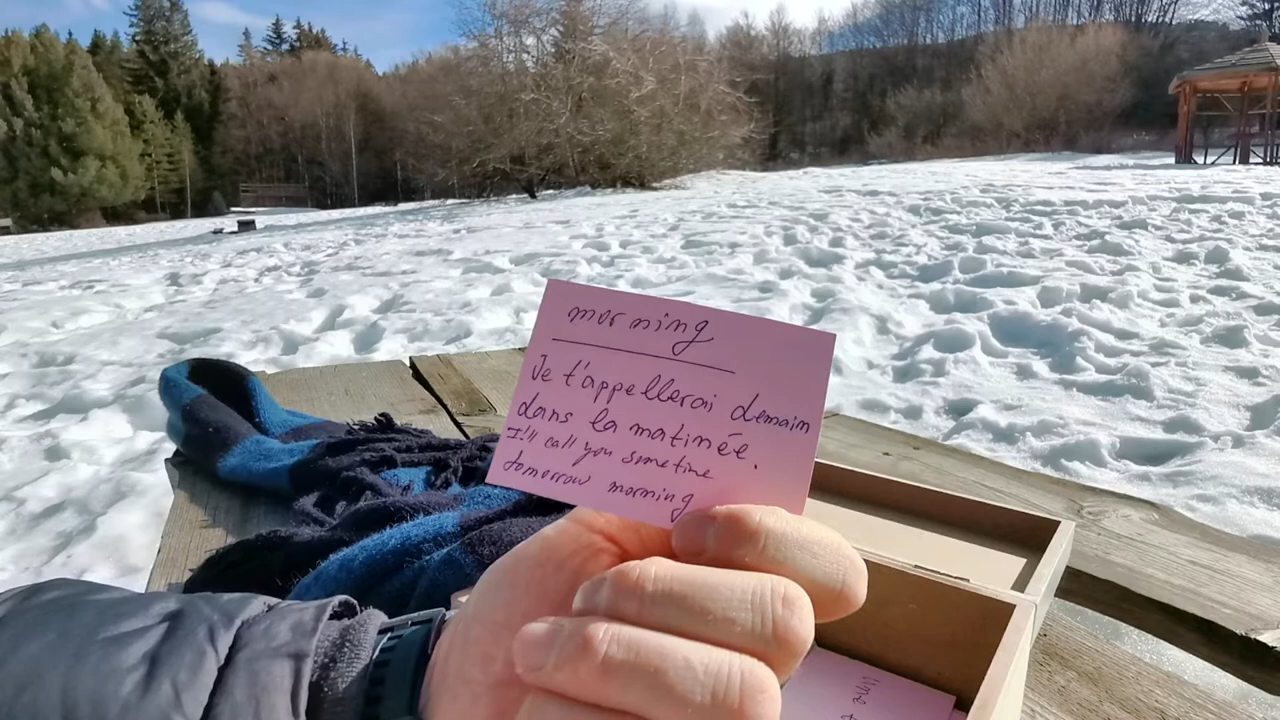 morning
Je t'appellerai demain
dans la matinée.
I'll call you sometime
tomorrow morning